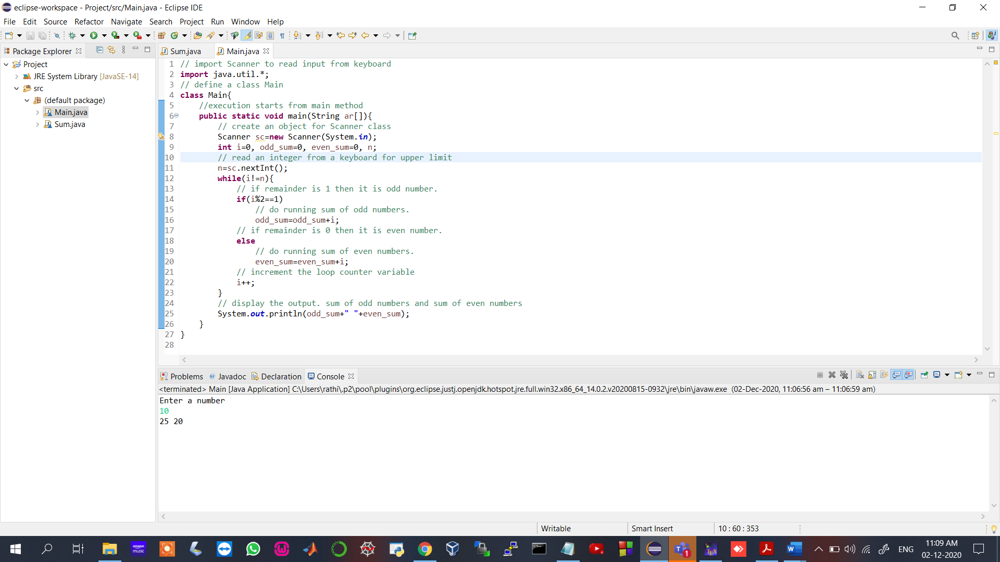 eclipse-workspace - Project/src/Main.java - Eclipse IDE
File Edit Source Refactor Navigate Search Project Run Window Help
Package Explorer
Project
JRE System Library [JavaSE-14]
src
(default package)
Main.java
Sum.java
Sum.java Main.java
1 // import Scanner to read input from keyboard
2 import java.util.*;
3 // define a class Main
4 class Main{
5 //execution starts from main method
6 public static void main(String ar[]){
7 // create an object for Scanner class
8 Scanner sc=new Scanner(System.in);
9 int i=0, odd_sum=0, even_sum=0, n;
10 // read an integer from a keyboard for upper limit
11 n=sc.nextInt();
12 while(i!=n){
13 // if remainder is 1 then it is odd number.
14 if(i%2==1)
15 // do running sum of odd numbers.
16 odd_sum=odd_sum+i;
17 // if remainder is 0 then it is even number.
18 else
19 // do running sum of even numbers.
20 even_sum=even_sum+i;
21 // increment the loop counter variable
22 i++;
23 }
24 // display the output. sum of odd numbers and sum of even numbers
25 System.out.println(odd_sum+" "+even_sum);
26 }
27 }
28
Problems @ Javadoc Declaration Console
<terminated> Main [Java Application] C:\Users\rathi\.p2\pool\plugins\org.eclipse.justj.openjdk.hotspot.jre.full.win32.x86_64_14.0.2.v20200815-0932\jre\bin\javaw.exe (02-Dec-2020, 11:06:56 am – 11:06:59 am)
Enter a number
10
25 20
Writable Smart Insert 10 : 60 : 353
amazon music
1
ENG
11:09 AM
02-12-2020